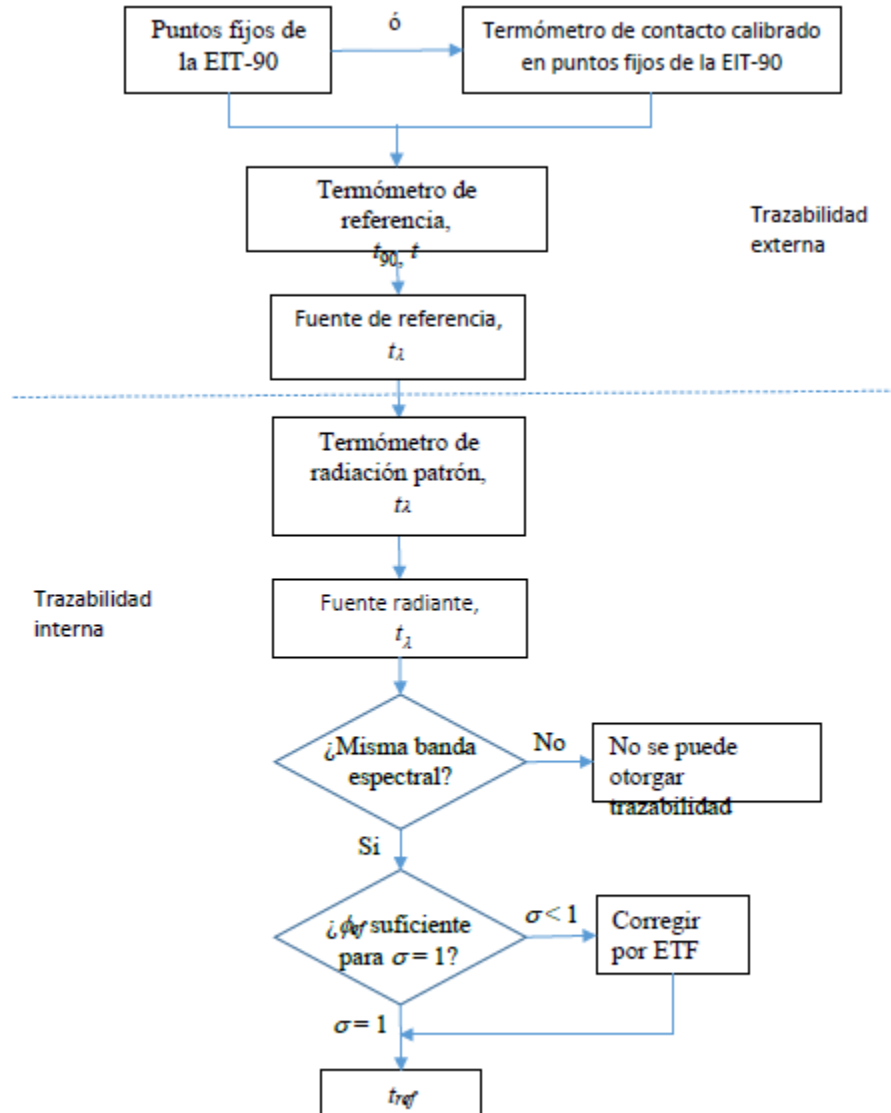 Puntos fijos de
la EIT-90
ó
Termómetro de contacto calibrado
en puntos fijos de la EIT-90
Termómetro de
referencia,
t90, t
Trazabilidad
externa
Fuente de referencia,
tλ
Termómetro de
radiación patrón,
tλ
Trazabilidad
interna
Fuente radiante,
tλ
¿Misma banda
espectral?
No
No se puede
otorgar
trazabilidad
Si
¿ϕref suficiente
para σ = 1?
σ < 1
Corregir
por ETF
σ = 1
tref